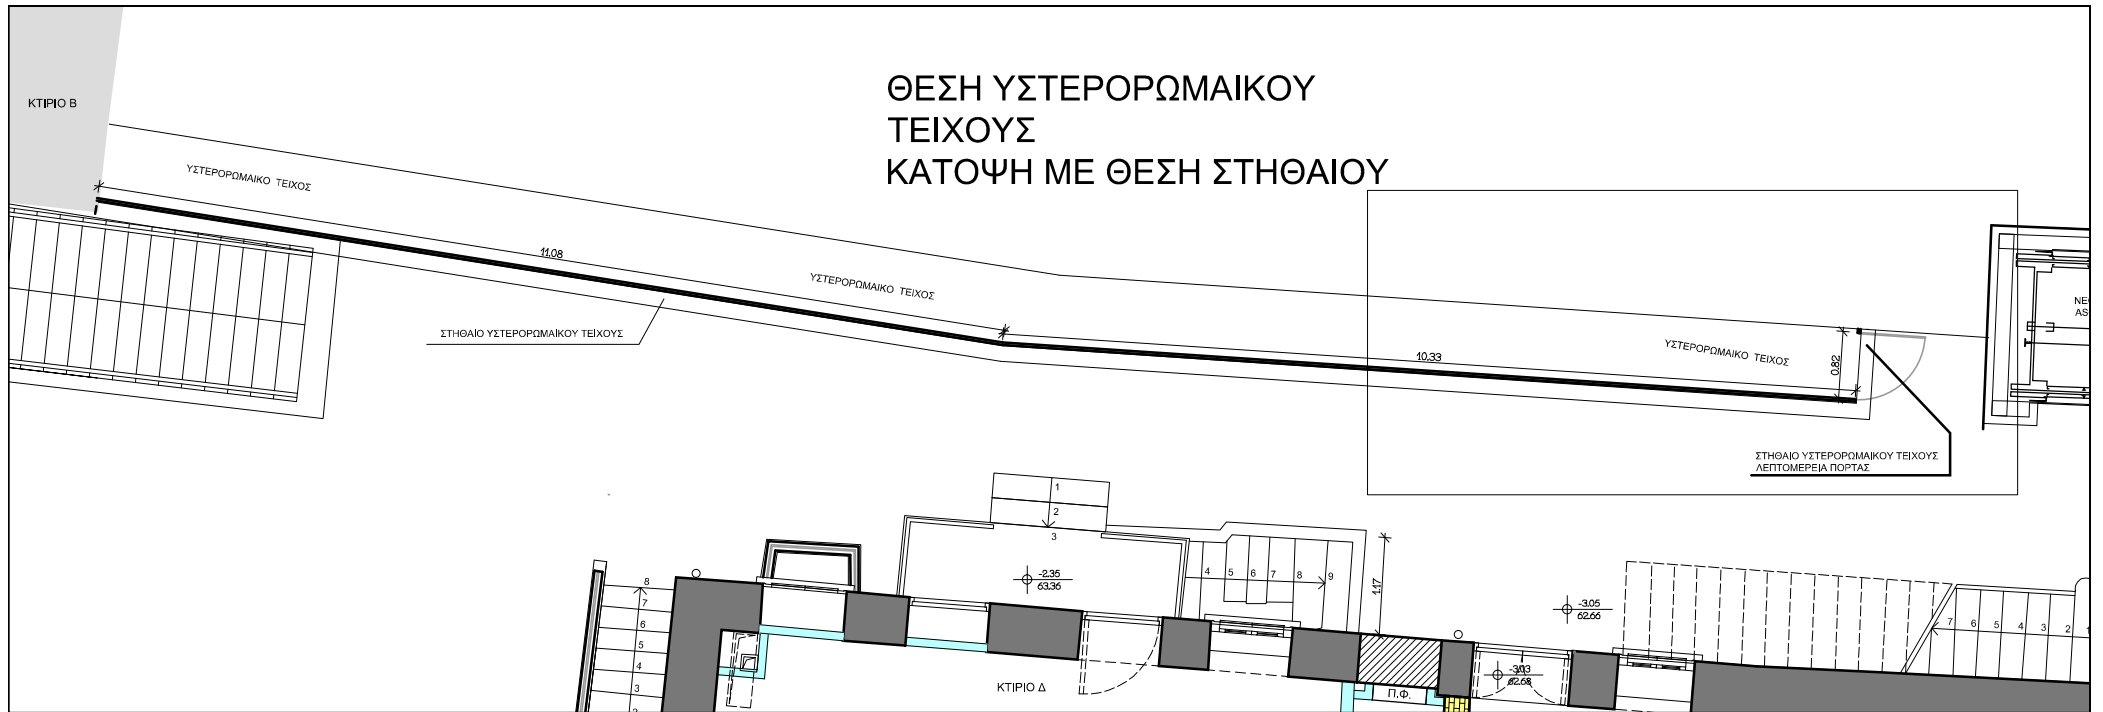 ΘΕΣΗ ΥΣΤΕΡΟΡΩΜΑΙΚΟΥ
ΤΕΙΧΟΥΣ
ΚΑΤΟΨΗ ΜΕ ΘΕΣΗ ΣΤΗΘΑΙΟΥ
ΚΤΙΡΙΟ Β
ΥΣΤΕΡΟΡΩΜΑΙΚΟ ΤΕΙΧΟΣ
11.08
ΥΣΤΕΡΟΡΩΜΑΙΚΟ ΤΕΙΧΟΣ
ΣΤΗΘΑΙΟ ΥΣΤΕΡΟΡΩΜΑΙΚΟΥ ΤΕΙΧΟΥΣ
10.33
ΥΣΤΕΡΟΡΩΜΑΙΚΟ ΤΕΙΧΟΣ
0.82
ΣΤΗΘΑΙΟ ΥΣΤΕΡΟΡΩΜΑΙΚΟΥ ΤΕΙΧΟΥΣ
ΛΕΠΤΟΜΕΡΕΙΑ ΠΟΡΤΑΣ
1
2
3
-2.35
63.36
4 5 6 7 8 9
1.17
-3.05
62.66
7 6 5 4 3 2 1
8
7
6
5
4
3
2
-3.03
62.68
ΚΤΙΡΙΟ Δ
Π.Φ.